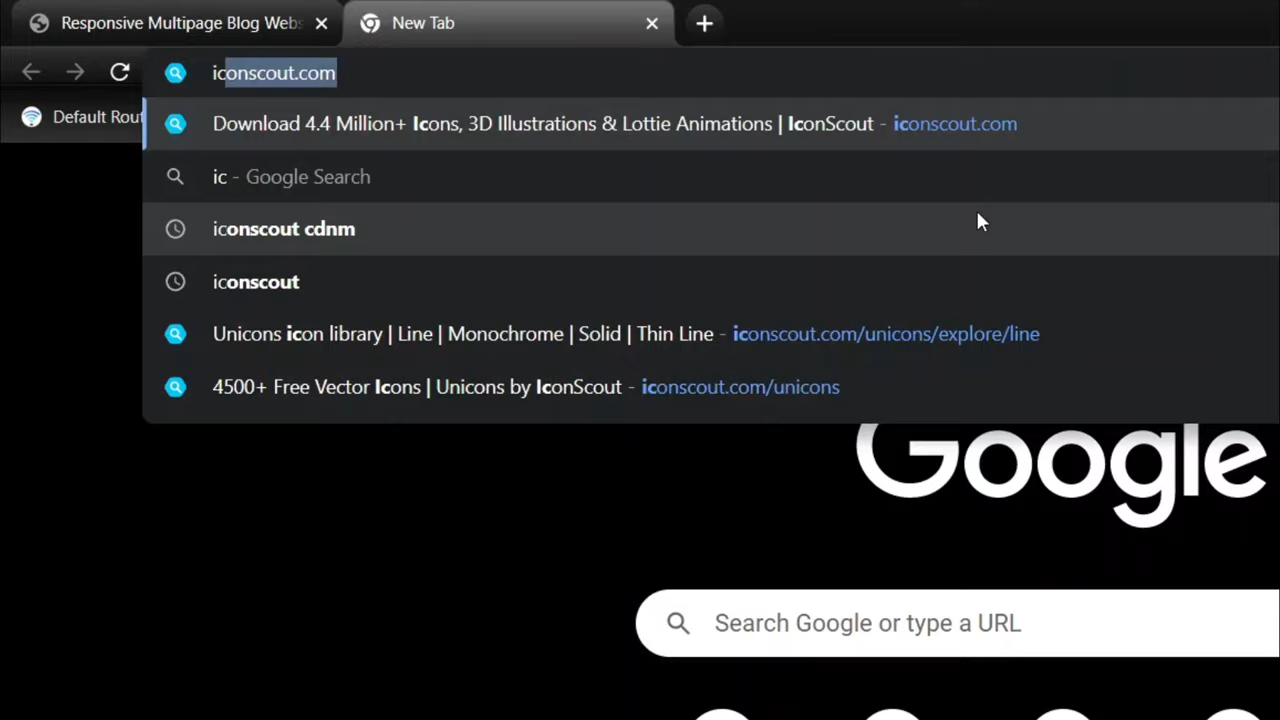 Responsive Multipage Blog Webs
New Tab
iconscout.com
Default Rout
Download 4.4 Million+ Icons, 3D Illustrations & Lottie Animations | IconScout - iconscout.com
ic - Google Search
iconscout cdnm
iconscout
Unicons icon library | Line | Monochrome | Solid | Thin Line - iconscout.com/unicons/explore/line
4500+ Free Vector Icons | Unicons by IconScout - iconscout.com/unicons
Google
Search Google or type a URL